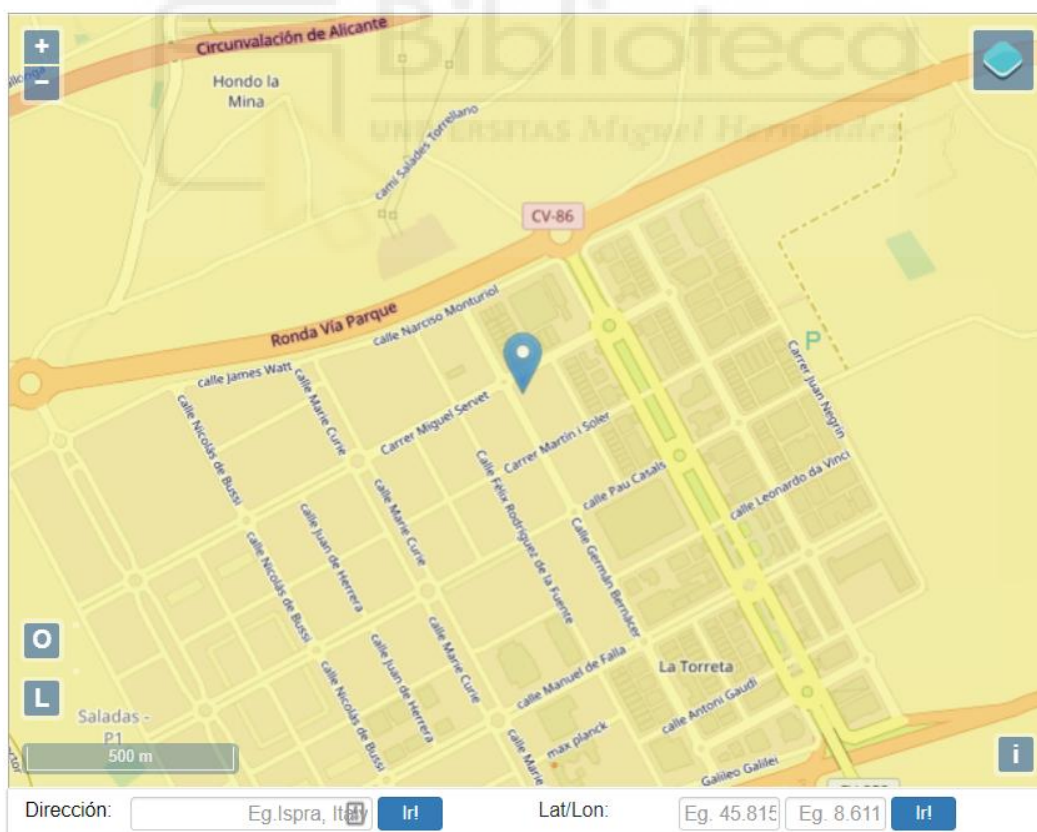 Biblioteca
UNIVERSITAS Miguel Hernández
+
−
Circunvalación de Alicante
Hondo la
Mina
camí Salades Torrellano
CV-86
Ronda Vía Parque
calle Narciso Monturiol
calle James Watt
calle Marie Curie
Carrer Miguel Servet
Carrer Martín i Soler
P
Carrer Juan Negrín
calle Nicolás de Bussi
calle Marie Curie
Calle Félix Rodríguez de la Fuente
calle Pau Casals
calle Leonardo da Vinci
calle Juan de Herrera
Calle Germán Bernácer
calle Nicolás de Bussi
calle Juan de Herrera
calle Marie Curie
calle Manuel de Falla
La Torreta
calle Antoni Gaudí
calle Nicolás de Bussi
calle Marie
max planck
Galileo Galilei
O
L
Saladas -
P1
500 m
i
Dirección:
Eg.Ispra, Italy
Ir!
Lat/Lon:
Eg. 45.815
Eg. 8.611
Ir!